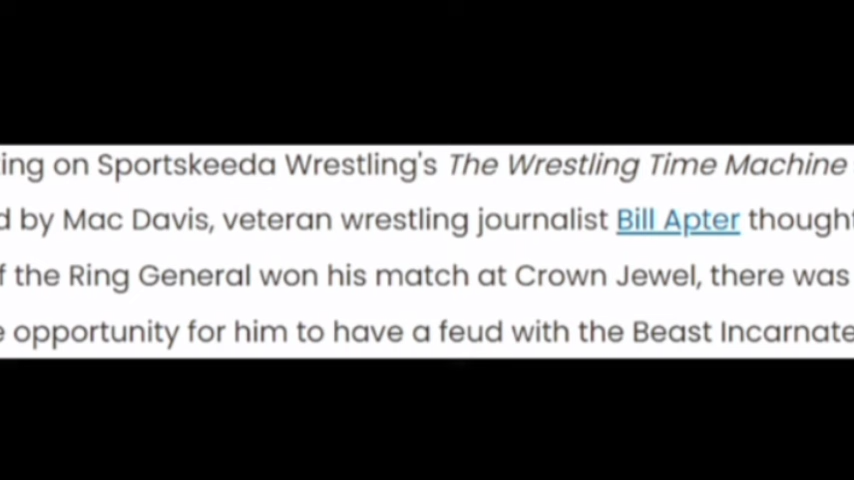 ing on Sportskeeda Wrestling's The Wrestling Time Machine
d by Mac Davis, veteran wrestling journalist Bill Apter thought
f the Ring General won his match at Crown Jewel, there was
e opportunity for him to have a feud with the Beast Incarnate